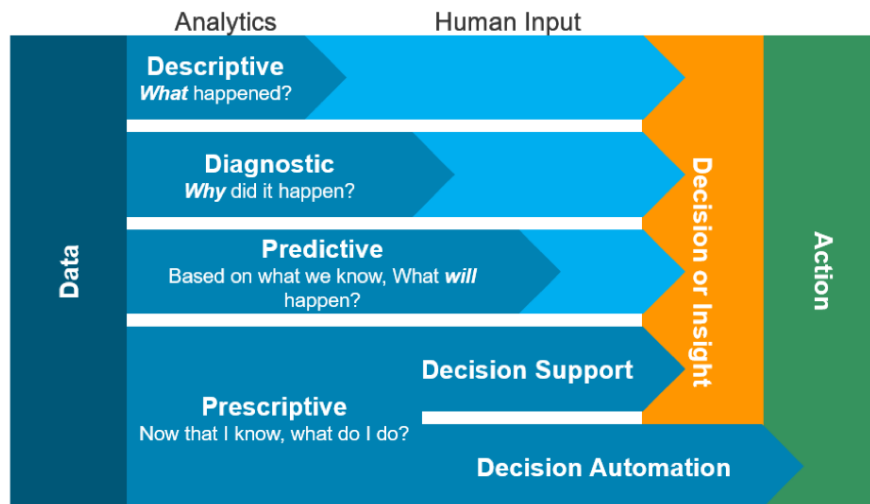 Analytics
Human Input
Data
Descriptive
What happened?
Diagnostic
Why did it happen?
Predictive
Based on what we know, What will
happen?
Prescriptive
Now that I know, what do I do?
Decision Support
Decision Automation
Decision or Insight
Action